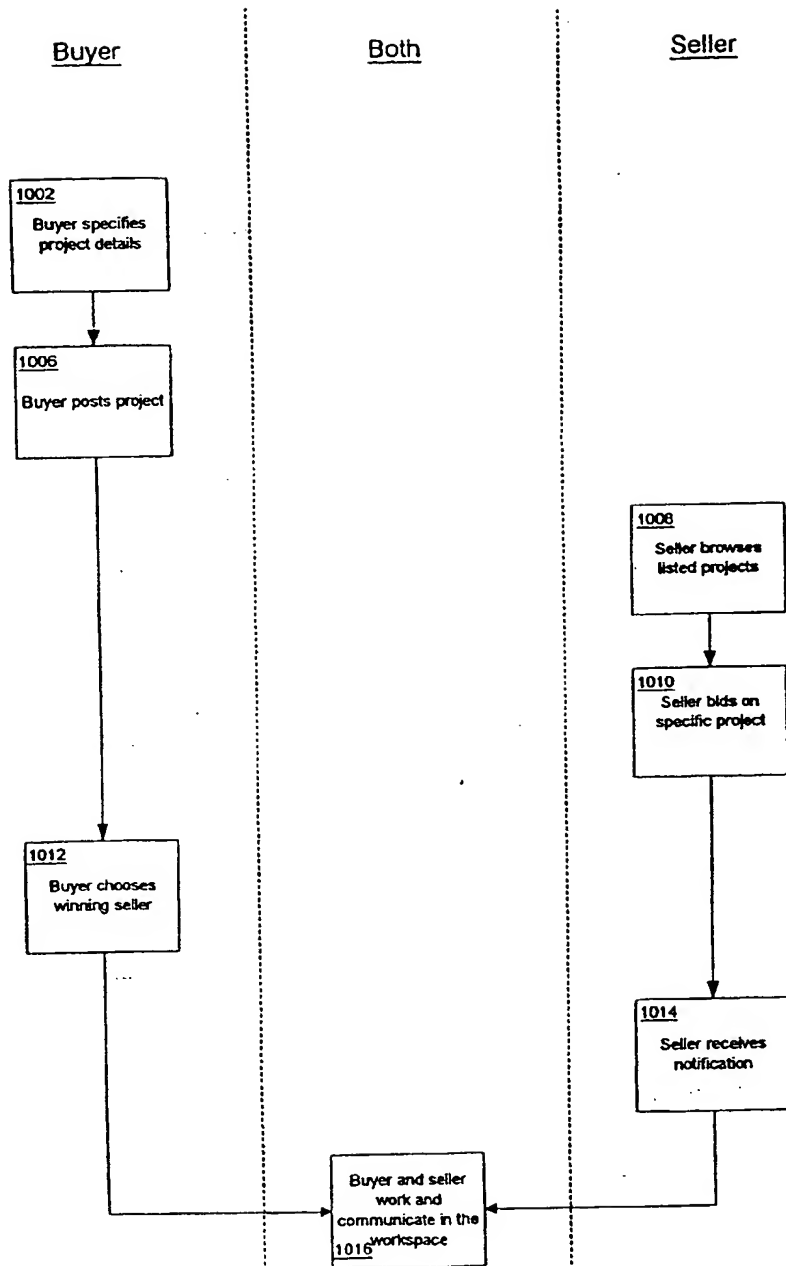 Buyer
Both
Seller
1002
Buyer specifies
project details
1006
Buyer posts project
1008
Seller browses
listed projects
1010
Seller bids on
specific project
1012
Buyer chooses
winning seller
1014
Seller receives
notification
Buyer and seller
work and
communicate in the
workspace
1016